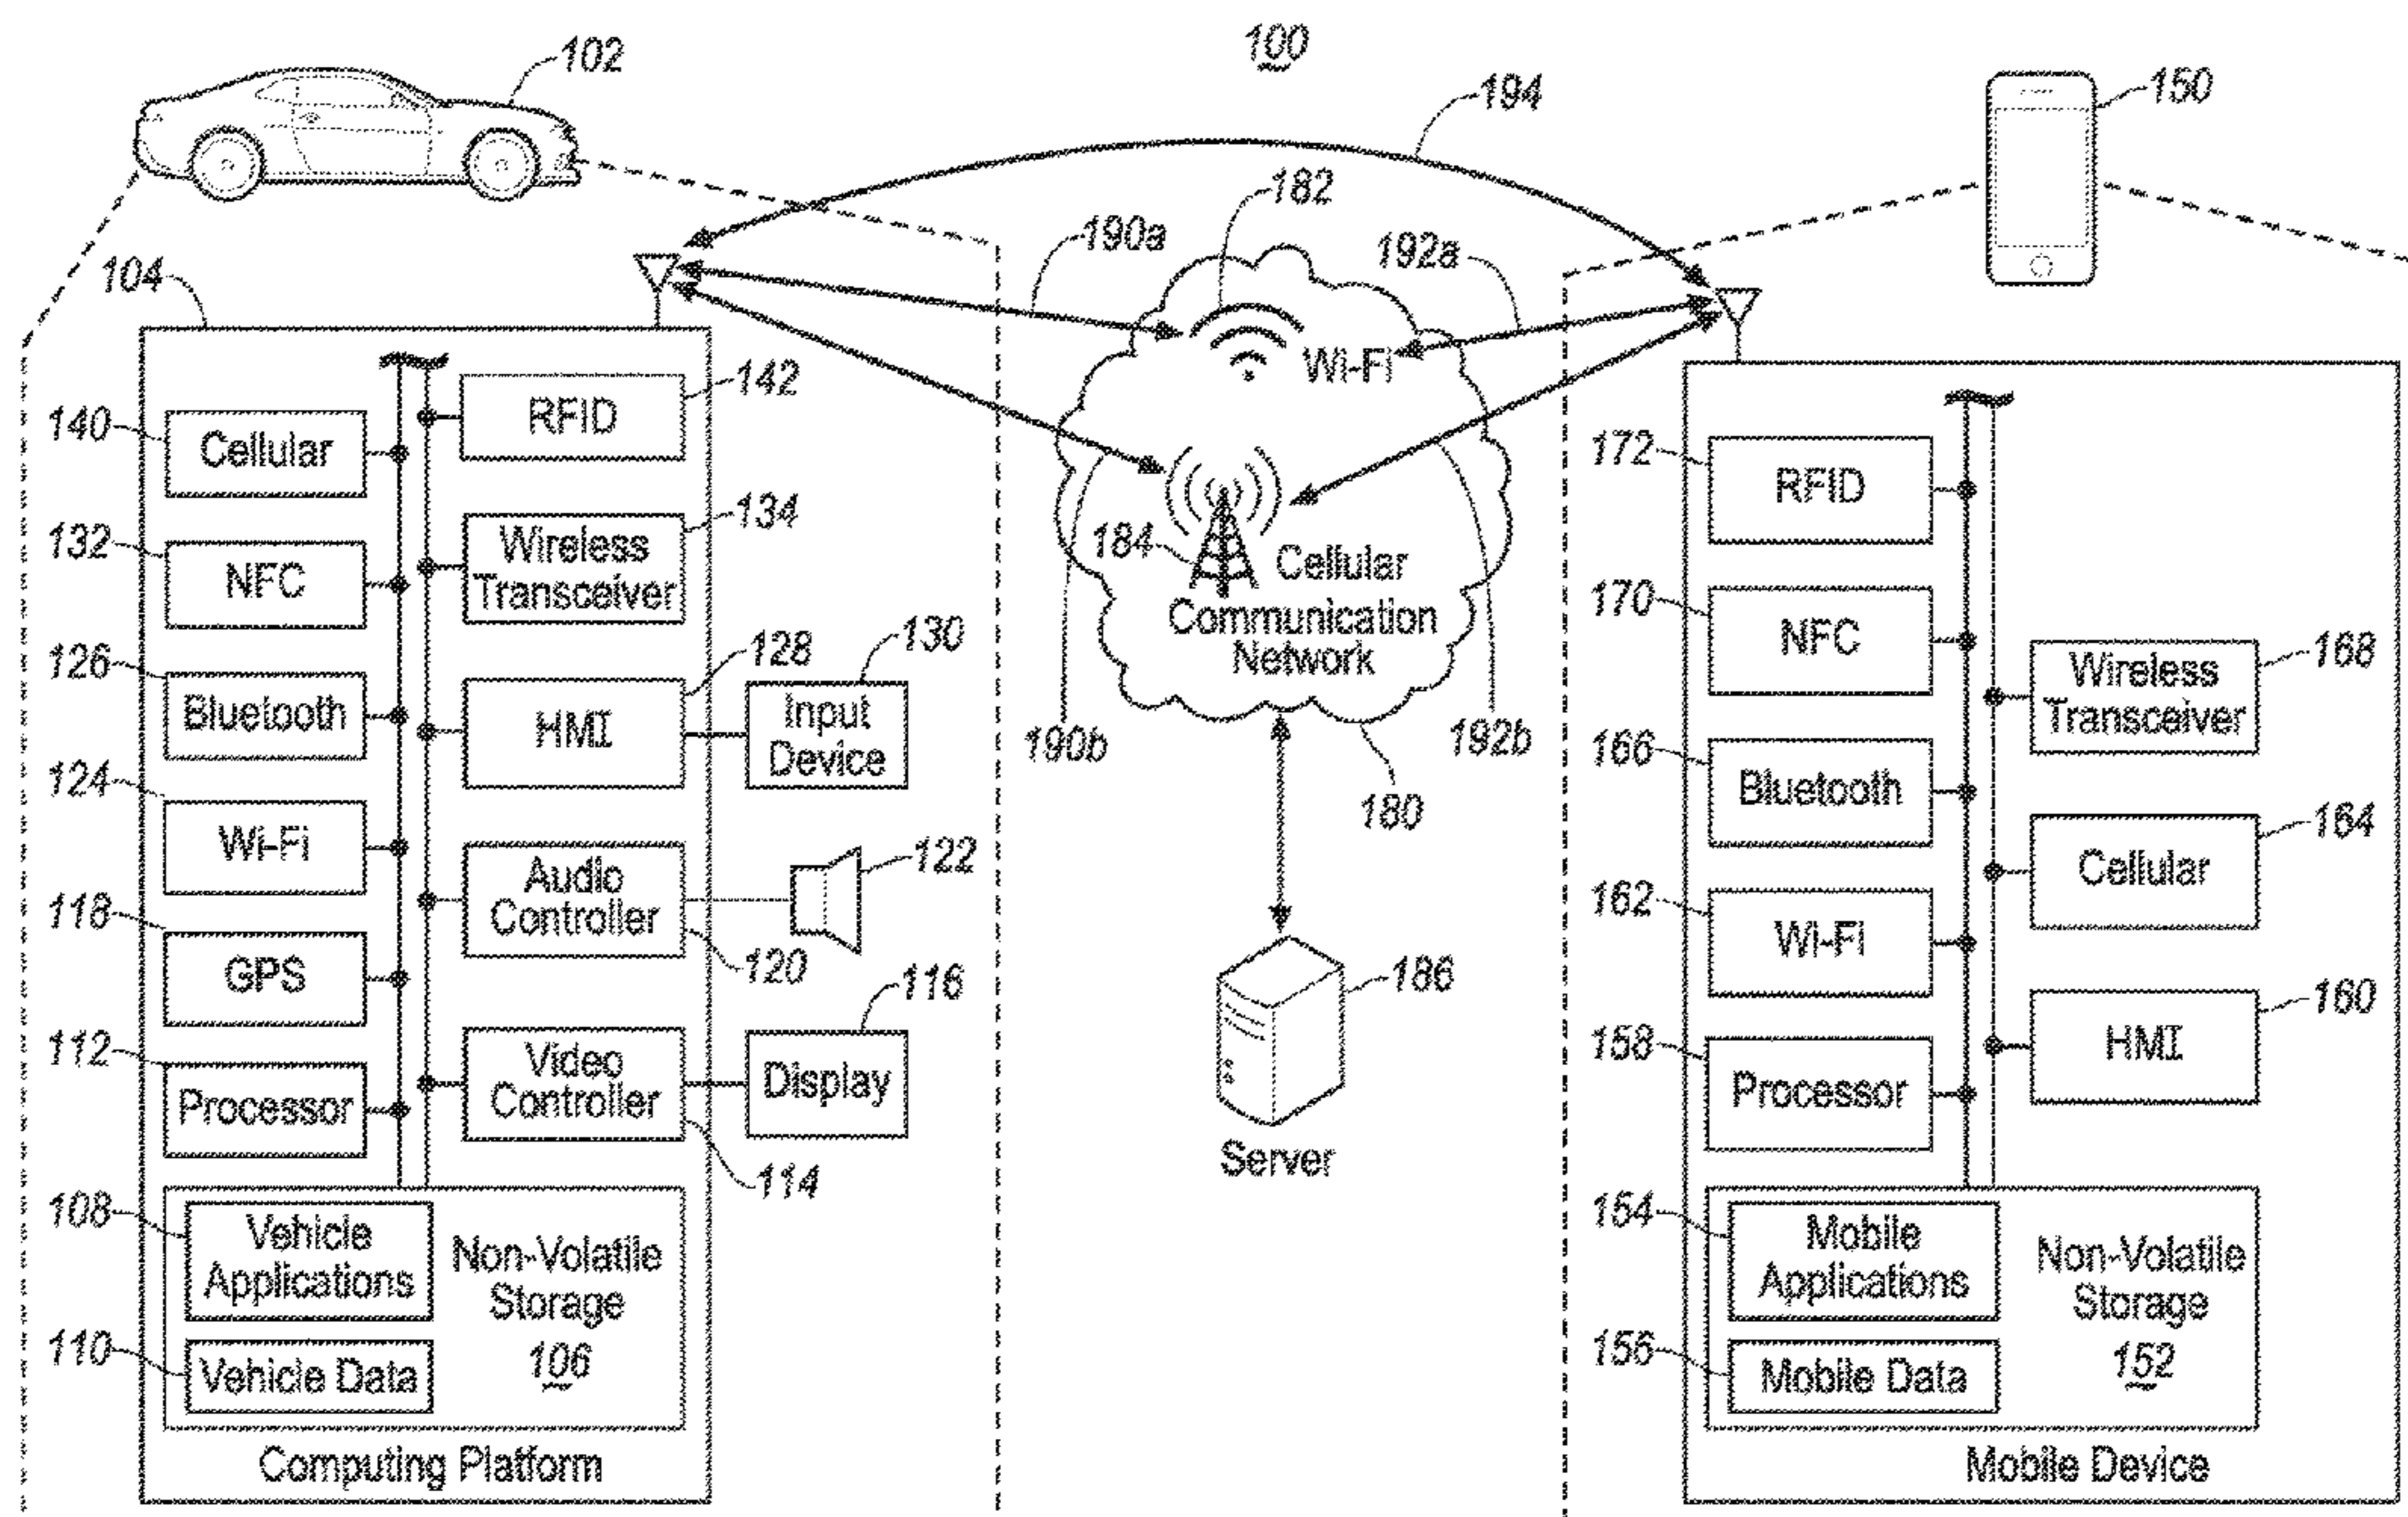 100
102
194
150
182
190a
192a
104
Wi-Fi
142
RFID
140
Cellular
172
RFID
134
Wireless
Transceiver
132
NFC
184
Cellular
Communication
Network
170
NFC
130
128
168
Wireless
Transceiver
126
Bluetooth
HMI
Input
Device
190b
192b
166
Bluetooth
124
Wi-Fi
180
164
Cellular
122
Audio
Controller
162
Wi-Fi
118
GPS
120
116
186
160
HMI
112
Processor
Video
Controller
Display
158
Processor
114
Server
108
Vehicle
Applications
Non-Volatile
Storage
106
154
Mobile
Applications
Non-Volatile
Storage
152
110
Vehicle Data
156
Mobile Data
Computing Platform
Mobile Device